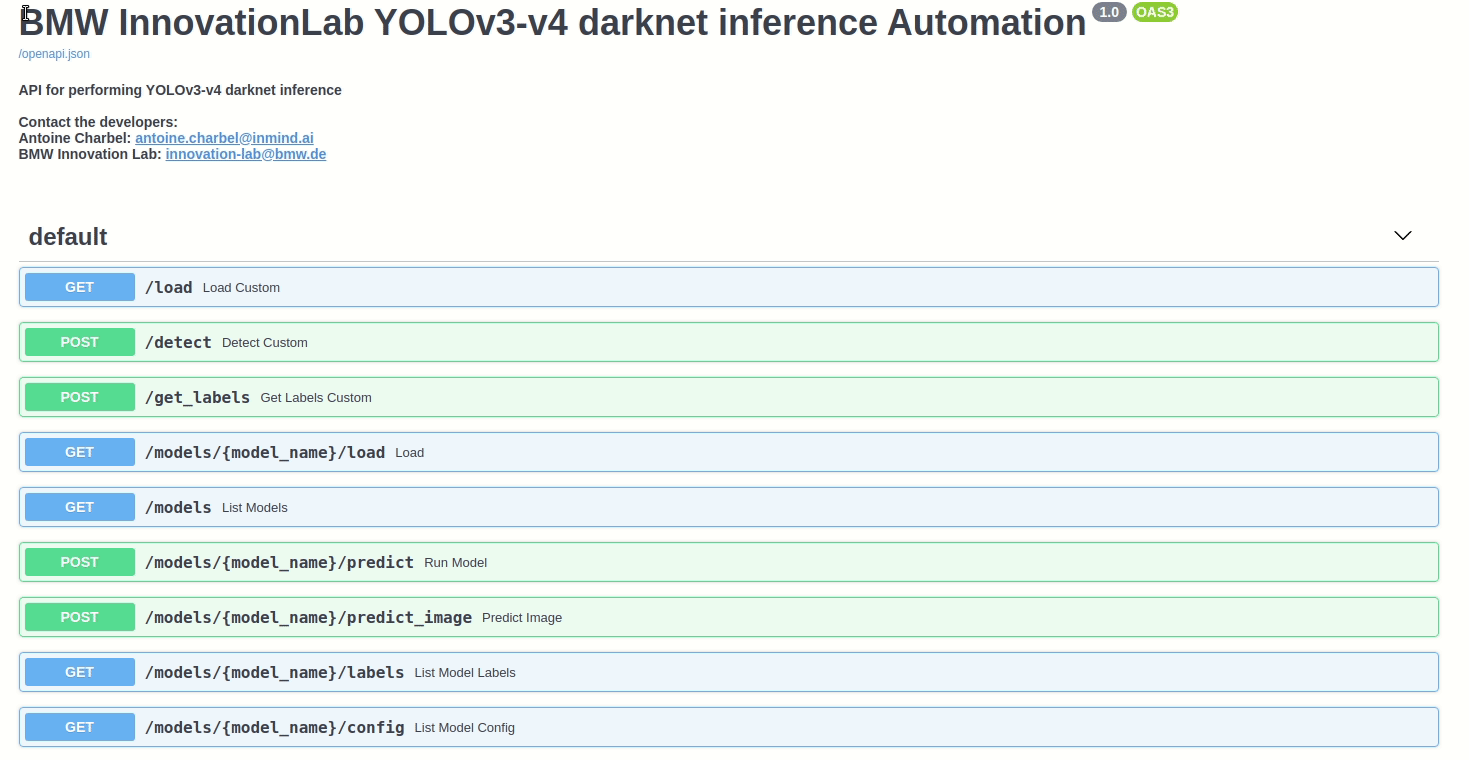 BMW InnovationLab YOLOv3-v4 darknet inference Automation 1.0 OAS3
/openapi.json
API for performing YOLOv3-v4 darknet inference
Contact the developers:
Antoine Charbel: antoine.charbel@inmind.ai
BMW Innovation Lab: innovation-lab@bmw.de
default
GET /load Load Custom
POST /detect Detect Custom
POST /get_labels Get Labels Custom
GET /models/{model_name}/load Load
GET /models List Models
POST /models/{model_name}/predict Run Model
POST /models/{model_name}/predict_image Predict Image
GET /models/{model_name}/labels List Model Labels
GET /models/{model_name}/config List Model Config